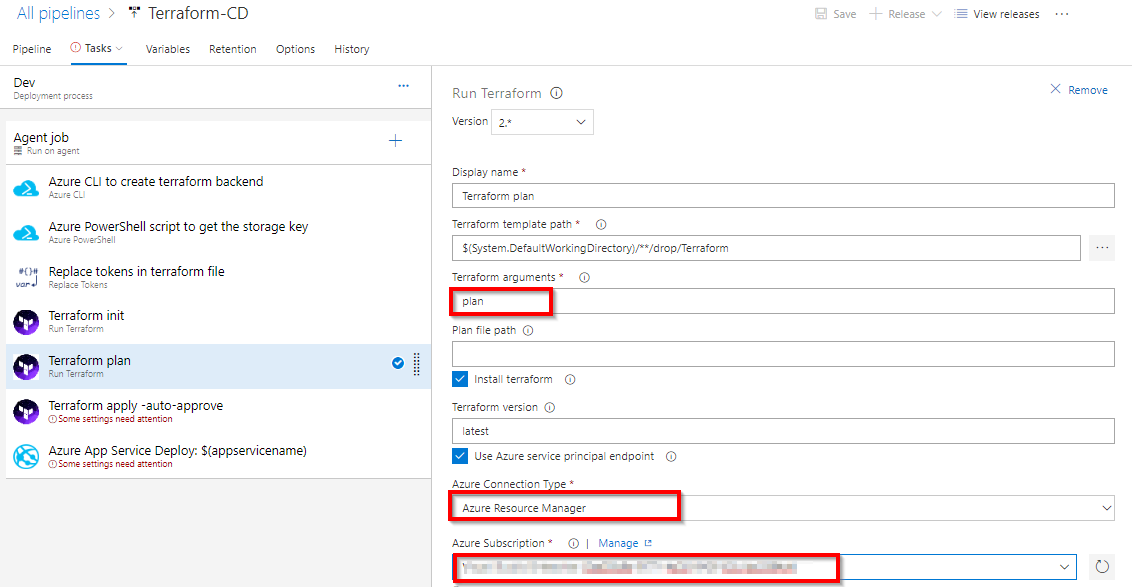 All pipelines > Terraform-CD
Save Release View releases ...
Pipeline Tasks Variables Retention Options History
Dev
Deployment process
...
Agent job
Run on agent
Azure CLI to create terraform backend
Azure CLI
Azure PowerShell script to get the storage key
Azure PowerShell
Replace tokens in terraform file
Replace Tokens
Terraform init
Run Terraform
Terraform plan
Run Terraform
Terraform apply -auto-approve
Some settings need attention
Azure App Service Deploy: $(appservicename)
Some settings need attention
Run Terraform
Remove
Version 2.*
Display name *
Terraform plan
Terraform template path *
$(System.DefaultWorkingDirectory)/**/drop/Terraform
...
Terraform arguments *
plan
Plan file path
Install terraform
Terraform version
latest
Use Azure service principal endpoint
Azure Connection Type *
Azure Resource Manager
Azure Subscription * | Manage